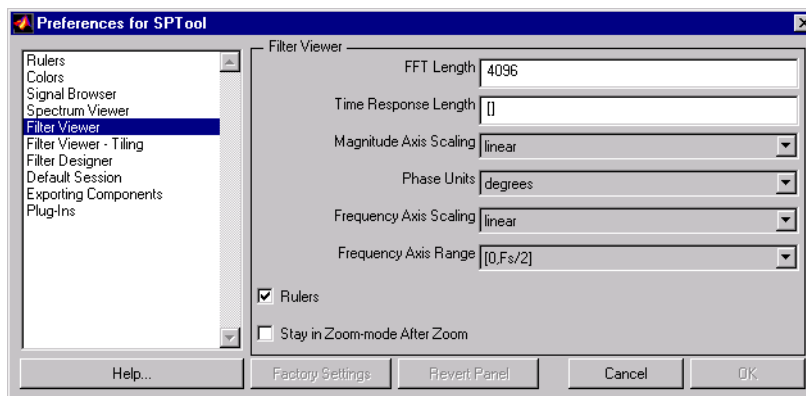 Preferences for SPTool
Rulers
Colors
Signal Browser
Spectrum Viewer
Filter Viewer
Filter Viewer - Tiling
Filter Designer
Default Session
Exporting Components
Plug-Ins
Filter Viewer
FFT Length 4096
Time Response Length []
Magnitude Axis Scaling linear
Phase Units degrees
Frequency Axis Scaling linear
Frequency Axis Range [0,Fs/2]
Rulers
Stay in Zoom-mode After Zoom
Help... Factory Settings Revert Panel Cancel OK